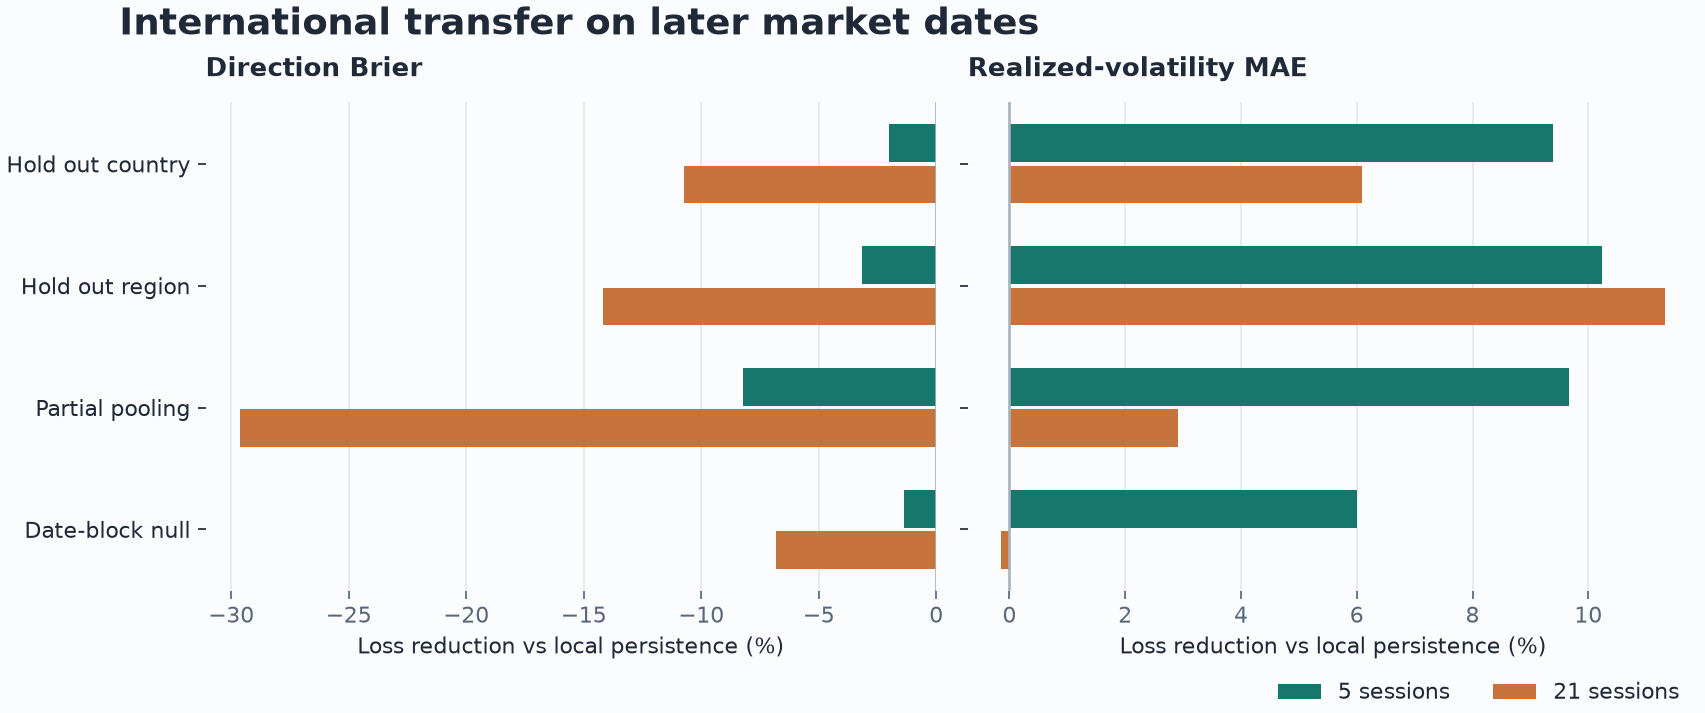 International transfer on later market dates
Direction Brier
Realized-volatility MAE
Hold out country
Hold out region
Partial pooling
Date-block null
−30 −25 −20 −15 −10 −5 0
0 2 4 6 8 10
Loss reduction vs local persistence (%)
Loss reduction vs local persistence (%)
5 sessions
21 sessions